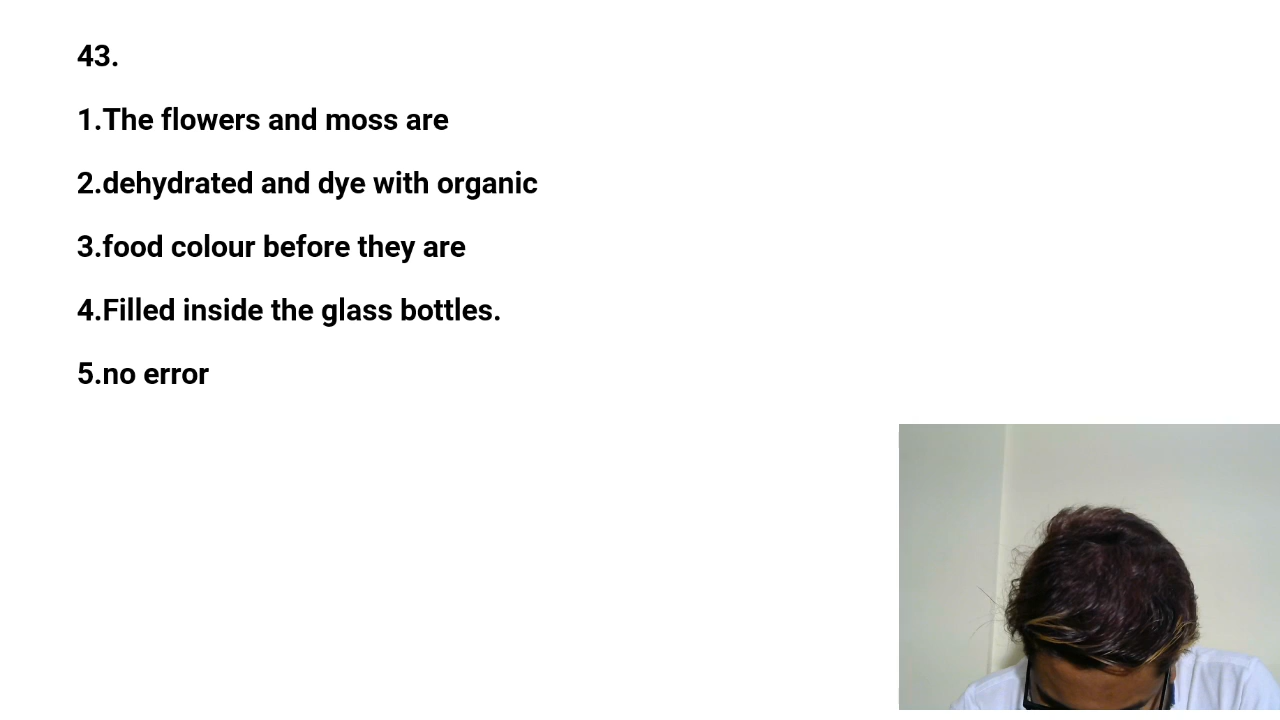 43.
1.The flowers and moss are
2.dehydrated and dye with organic
3.food colour before they are
4.Filled inside the glass bottles.
5.no error